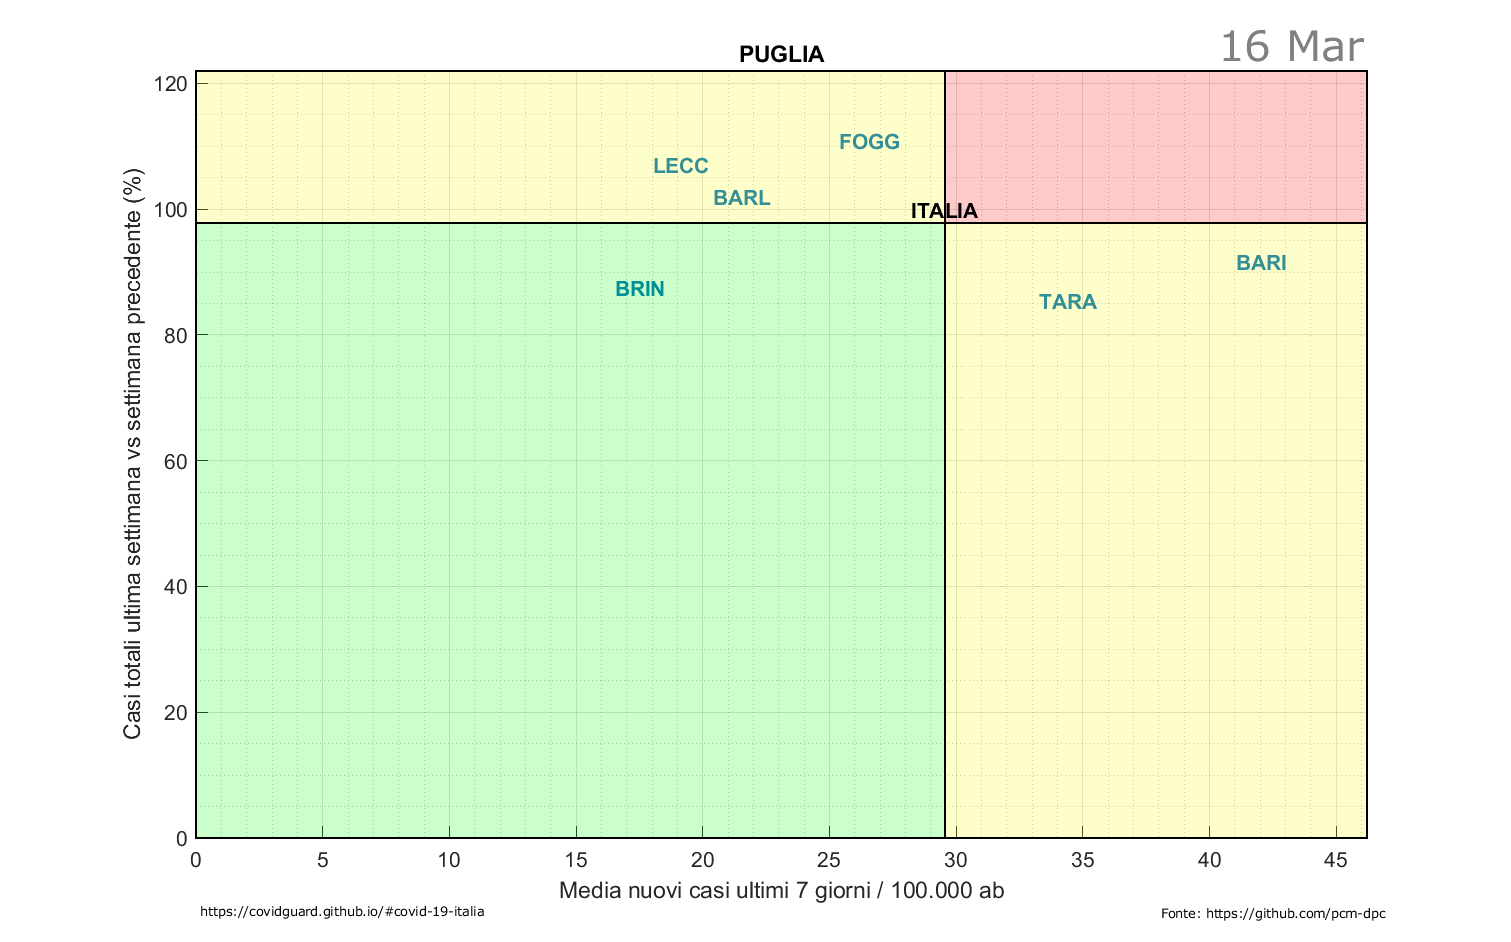 16 Mar
PUGLIA
120
FOGG
LECC
BARL
100
ITALIA
BARI
BRIN
TARA
80
60
40
20
0
Casi totali ultima settimana vs settimana precedente (%)
0 5 10 15 20 25 30 35 40 45
Media nuovi casi ultimi 7 giorni / 100.000 ab
https://covidguard.github.io/#covid-19-italia
Fonte: https://github.com/pcm-dpc